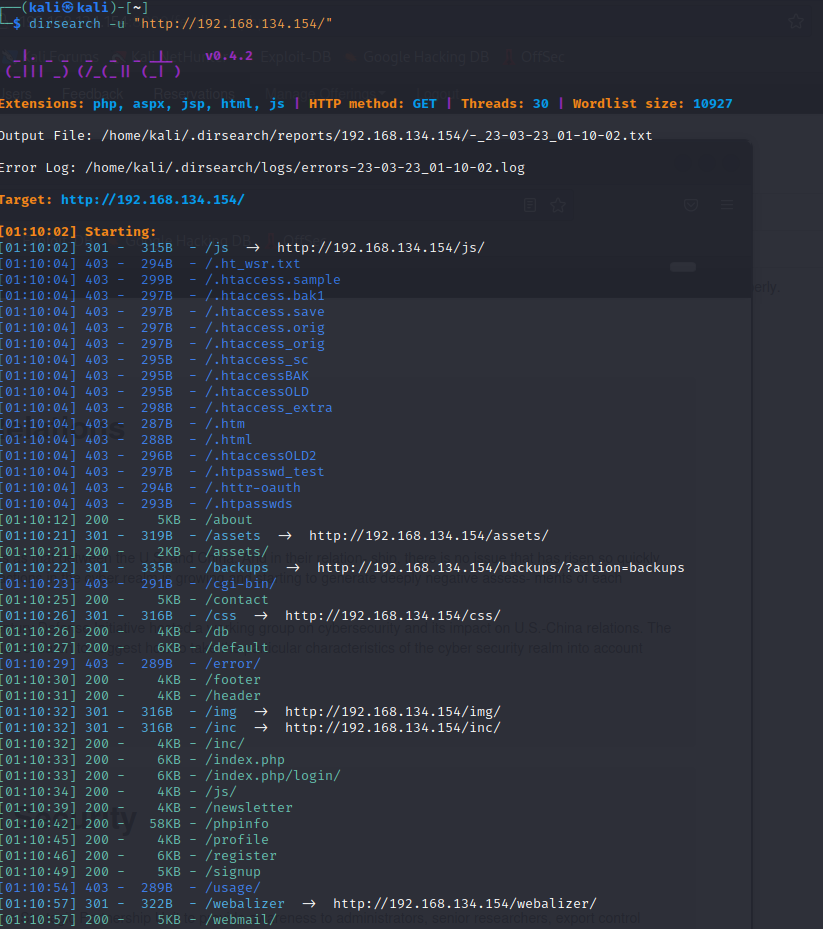 ┌──(kali㉿kali)-[~]
└─$ dirsearch -u "http://192.168.134.154/"
v0.4.2
Extensions: php, aspx, jsp, html, js | HTTP method: GET | Threads: 30 | Wordlist size: 10927
Output File: /home/kali/.dirsearch/reports/192.168.134.154/-_23-03-23_01-10-02.txt
Error Log: /home/kali/.dirsearch/logs/errors-23-03-23_01-10-02.log
Target: http://192.168.134.154/
[01:10:02] Starting:
[01:10:02] 301 - 315B - /js → http://192.168.134.154/js/
[01:10:04] 403 - 294B - /.ht_wsr.txt
[01:10:04] 403 - 299B - /.htaccess.sample
[01:10:04] 403 - 297B - /.htaccess.bak1
[01:10:04] 403 - 297B - /.htaccess.save
[01:10:04] 403 - 297B - /.htaccess.orig
[01:10:04] 403 - 297B - /.htaccess_orig
[01:10:04] 403 - 295B - /.htaccess_sc
[01:10:04] 403 - 295B - /.htaccessBAK
[01:10:04] 403 - 295B - /.htaccessOLD
[01:10:04] 403 - 298B - /.htaccess_extra
[01:10:04] 403 - 287B - /.htm
[01:10:04] 403 - 288B - /.html
[01:10:04] 403 - 296B - /.htaccessOLD2
[01:10:04] 403 - 297B - /.htpasswd_test
[01:10:04] 403 - 294B - /.httr-oauth
[01:10:04] 403 - 293B - /.htpasswds
[01:10:12] 200 - 5KB - /about
[01:10:21] 301 - 319B - /assets → http://192.168.134.154/assets/
[01:10:21] 200 - 2KB - /assets/
[01:10:22] 301 - 335B - /backups → http://192.168.134.154/backups/?action=backups
[01:10:23] 403 - 291B - /cgi-bin/
[01:10:25] 200 - 5KB - /contact
[01:10:26] 301 - 316B - /css → http://192.168.134.154/css/
[01:10:26] 200 - 4KB - /db
[01:10:27] 200 - 6KB - /default
[01:10:29] 403 - 289B - /error/
[01:10:30] 200 - 4KB - /footer
[01:10:31] 200 - 4KB - /header
[01:10:32] 301 - 316B - /img → http://192.168.134.154/img/
[01:10:32] 301 - 316B - /inc → http://192.168.134.154/inc/
[01:10:32] 200 - 4KB - /inc/
[01:10:33] 200 - 6KB - /index.php
[01:10:33] 200 - 6KB - /index.php/login/
[01:10:34] 200 - 4KB - /js/
[01:10:39] 200 - 4KB - /newsletter
[01:10:42] 200 - 58KB - /phpinfo
[01:10:45] 200 - 4KB - /profile
[01:10:46] 200 - 6KB - /register
[01:10:49] 200 - 5KB - /signup
[01:10:54] 403 - 289B - /usage/
[01:10:57] 301 - 322B - /webalizer → http://192.168.134.154/webalizer/
[01:10:57] 200 - 5KB - /webmail/